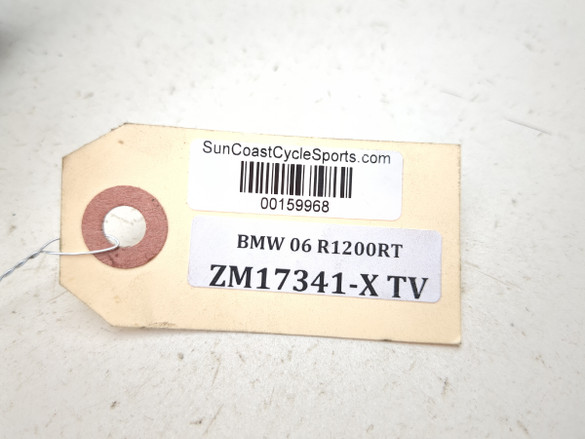 SunCoastCycleSports.com
00159968
BMW 06 R1200RT
ZM17341-X TV